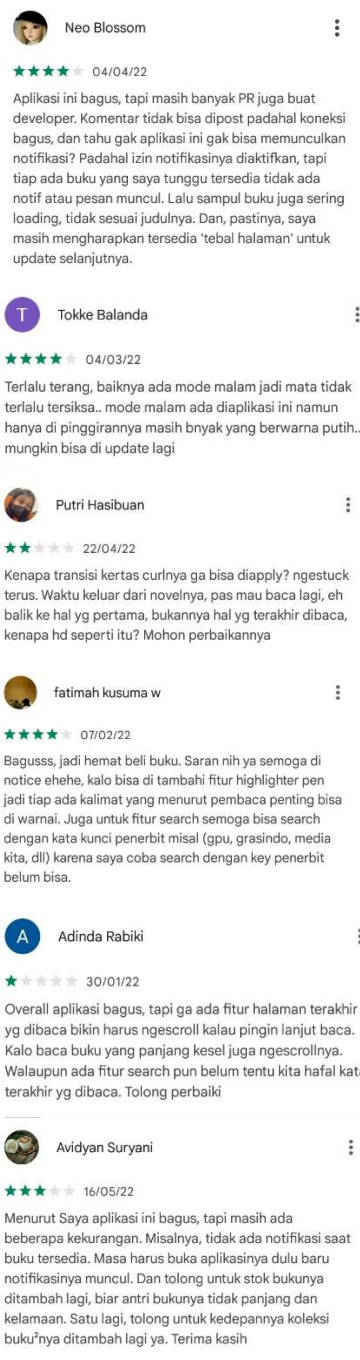 Neo Blossom
04/04/22
Aplikasi ini bagus, tapi masih banyak PR juga buat
developer. Komentar tidak bisa dipost padahal koneksi
bagus, dan tahu gak aplikasi ini gak bisa memunculkan
notifikasi? Padahal izin notifikasinya diaktifkan, tapi
tiap ada buku yang saya tunggu tersedia tidak ada
notif atau pesan muncul. Lalu sampul buku juga sering
loading, tidak sesuai judulnya. Dan, pastinya, saya
masih mengharapkan tersedia 'tebal halaman' untuk
update selanjutnya.
T
Tokke Balanda
04/03/22
Terlalu terang, baiknya ada mode malam jadi mata tidak
terlalu tersiksa.. mode malam ada diaplikasi ini namun
hanya di pinggirannya masih bnyak yang berwarna putih..
mungkin bisa di update lagi
Putri Hasibuan
22/04/22
Kenapa transisi kertas curlnya ga bisa diapply? ngestuck
terus. Waktu keluar dari novelnya, pas mau baca lagi, eh
balik ke hal yg pertama, bukannya hal yg terakhir dibaca,
kenapa hd seperti itu? Mohon perbaikannya
fatimah kusuma w
07/02/22
Bagusss, jadi hemat beli buku. Saran nih ya semoga di
notice ehehe, kalo bisa di tambahi fitur highlighter pen
jadi tiap ada kalimat yang menurut pembaca penting bisa
di warnai. Juga untuk fitur search semoga bisa search
dengan kata kunci penerbit misal (gpu, grasindo, media
kita, dll) karena saya coba search dengan key penerbit
belum bisa.
A
Adinda Rabiki
30/01/22
Overall aplikasi bagus, tapi ga ada fitur halaman terakhir
yg dibaca bikin harus ngescroll kalau pingin lanjut baca.
Kalo baca buku yang panjang kesel juga ngescrollnya.
Walaupun ada fitur search pun belum tentu kita hafal kata
terakhir yg dibaca. Tolong perbaiki
Avidyan Suryani
16/05/22
Menurut Saya aplikasi ini bagus, tapi masih ada
beberapa kekurangan. Misalnya, tidak ada notifikasi saat
buku tersedia. Masa harus buka aplikasinya dulu baru
notifikasinya muncul. Dan tolong untuk stok bukunya
ditambah lagi, biar antri bukunya tidak panjang dan
kelamaan. Satu lagi, tolong untuk kedepannya koleksi
buku²nya ditambah lagi ya. Terima kasih